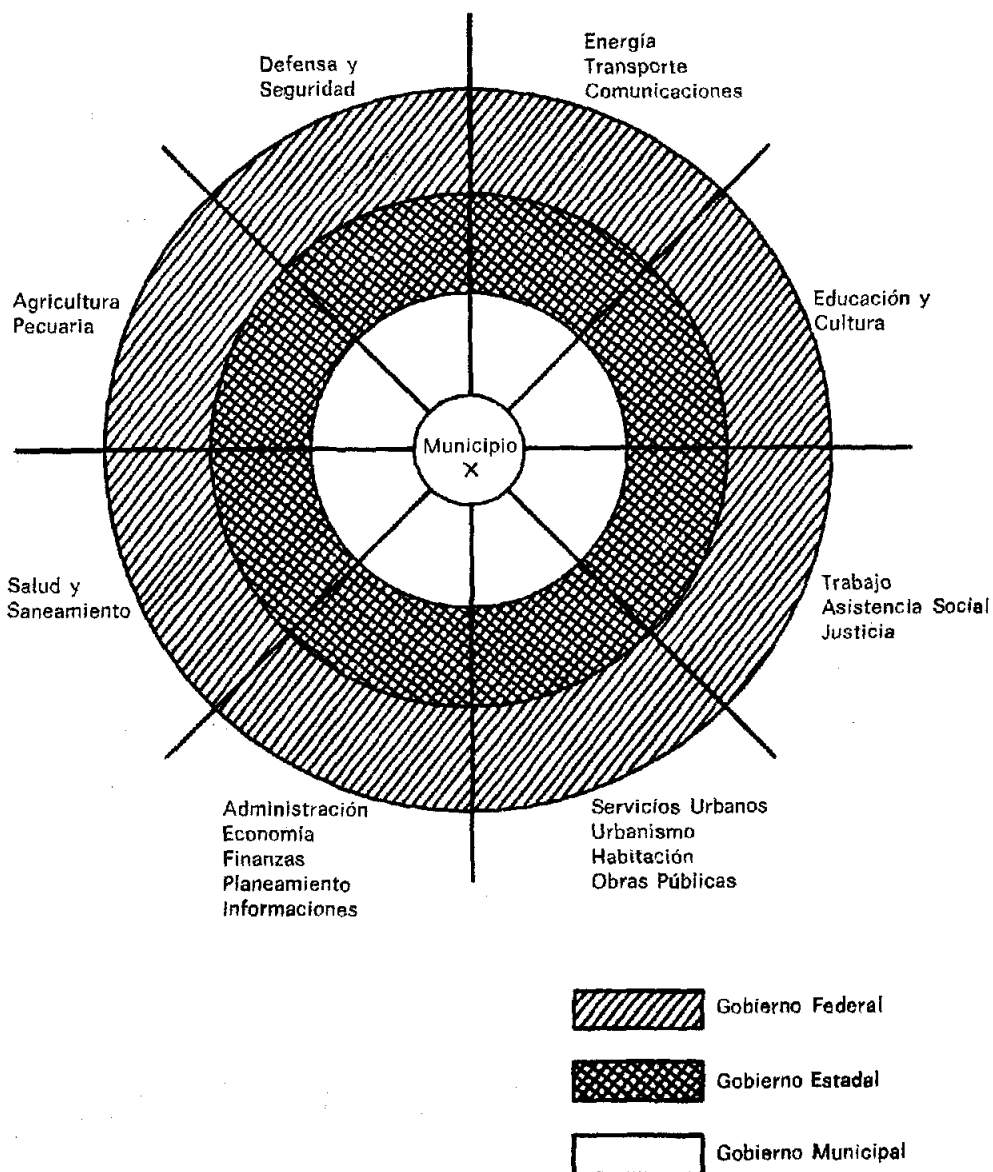 Defensa y
Seguridad
Energía
Transporte
Comunicaciones
Agricultura
Pecuaria
Educación y
Cultura
Municipio
X
Salud y
Saneamiento
Trabajo
Asistencia Social
Justicia
Administración
Economía
Finanzas
Planeamiento
Informaciones
Servicios Urbanos
Urbanismo
Habitación
Obras Públicas
Gobierno Federal
Gobierno Estadal
Gobierno Municipal